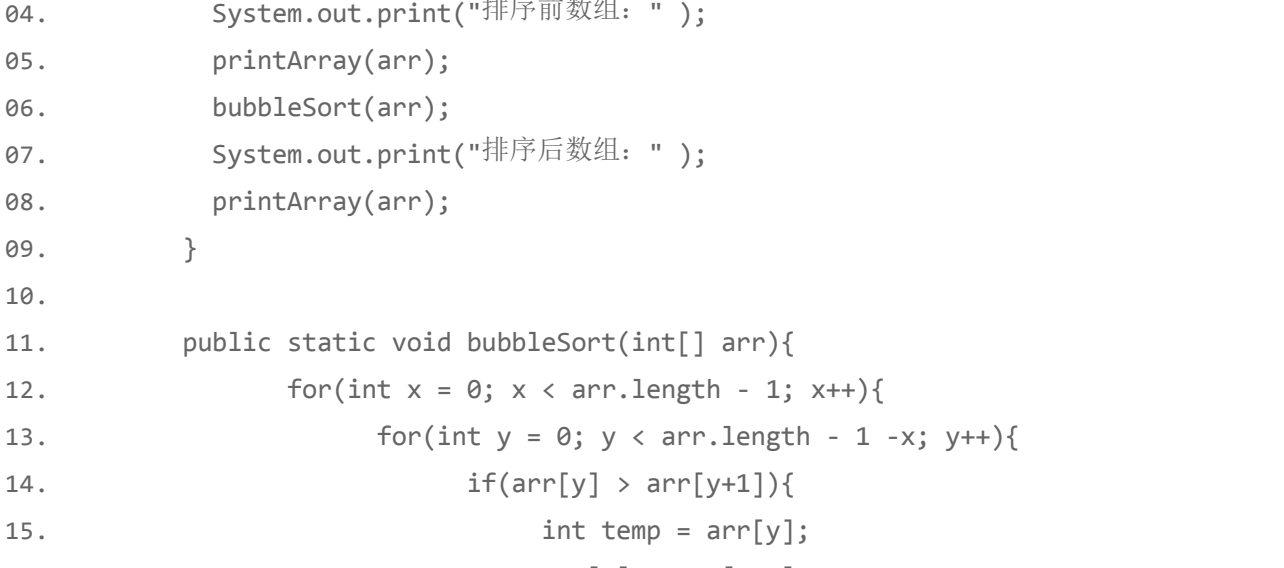 04. System.out.print("排序前数组：" );
05. printArray(arr);
06. bubbleSort(arr);
07. System.out.print("排序后数组：" );
08. printArray(arr);
09. }
10.
11. public static void bubbleSort(int[] arr){
12. for(int x = 0; x < arr.length - 1; x++){
13. for(int y = 0; y < arr.length - 1 -x; y++){
14. if(arr[y] > arr[y+1]){
15. int temp = arr[y];